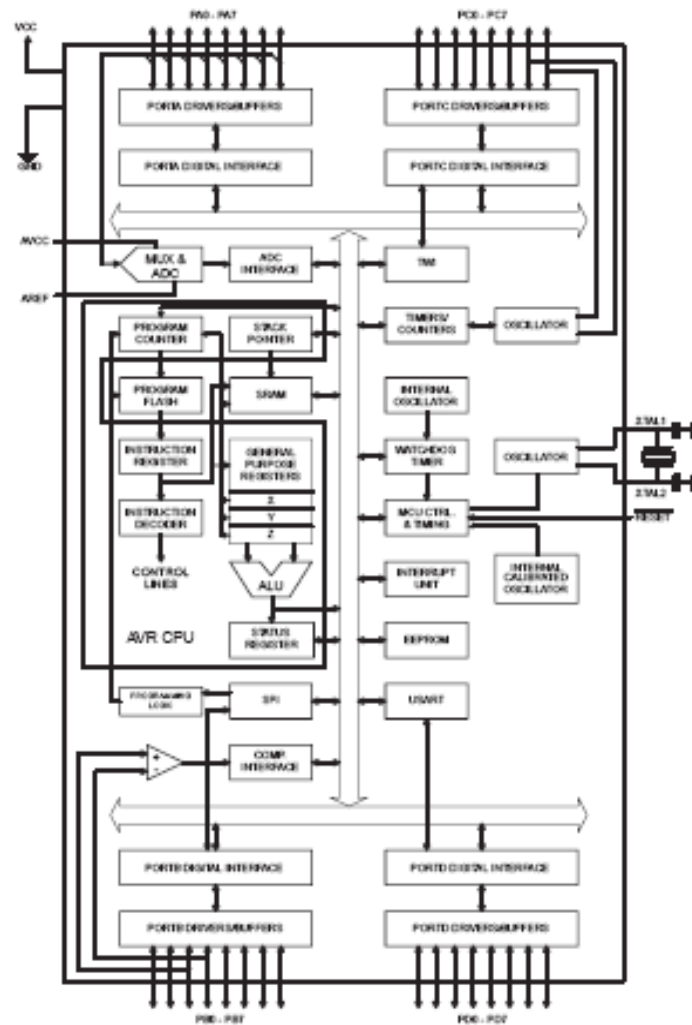 PA0 - PA7
PC0 - PC7
VCC
PORTA DRIVERS/BUFFERS
PORTC DRIVERS/BUFFERS
GND
PORTA DIGITAL INTERFACE
PORTC DIGITAL INTERFACE
AVCC
MUX &
ADC
ADC
INTERFACE
TWI
AREF
PROGRAM
COUNTER
STACK
POINTER
TIMERS/
COUNTERS
OSCILLATOR
PROGRAM
FLASH
SRAM
INTERNAL
OSCILLATOR
XTAL1
INSTRUCTION
REGISTER
GENERAL
PURPOSE
REGISTERS
WATCHDOG
TIMER
OSCILLATOR
X
XTAL2
INSTRUCTION
DECODER
Y
MCU CTRL.
& TIMING
RESET
Z
CONTROL
LINES
ALU
INTERRUPT
UNIT
INTERNAL
CALIBRATED
OSCILLATOR
AVR CPU
STATUS
REGISTER
EEPROM
PROGRAMMING
LOGIC
SPI
USART
+
-
COMP.
INTERFACE
PORTB DIGITAL INTERFACE
PORTD DIGITAL INTERFACE
PORTB DRIVERS/BUFFERS
PORTD DRIVERS/BUFFERS
PB0 - PB7
PD0 - PD7